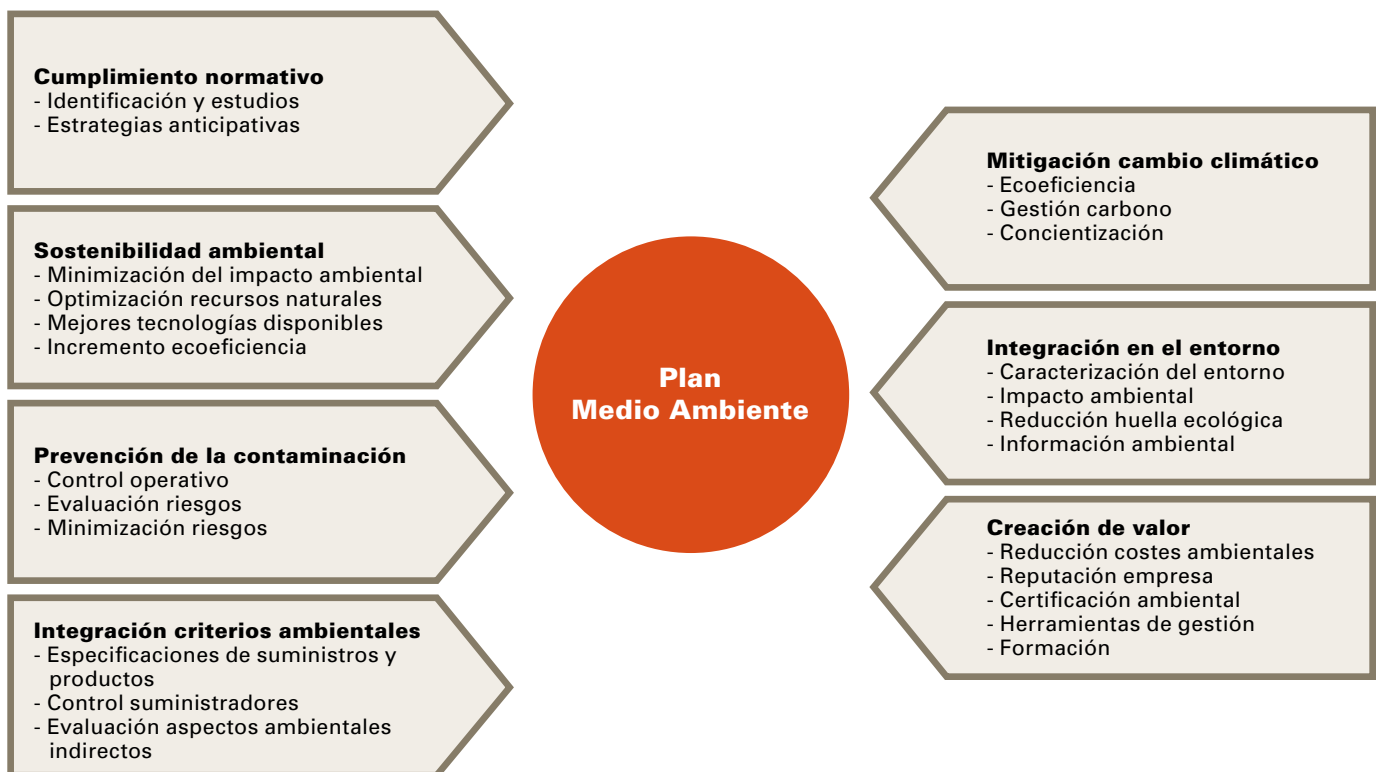 Cumplimiento normativo
- Identificación y estudios
- Estrategias anticipativas
Sostenibilidad ambiental
- Minimización del impacto ambiental
- Optimización recursos naturales
- Mejores tecnologías disponibles
- Incremento ecoeficiencia
Prevención de la contaminación
- Control operativo
- Evaluación riesgos
- Minimización riesgos
Integración criterios ambientales
- Especificaciones de suministros y
productos
- Control suministradores
- Evaluación aspectos ambientales
indirectos
Plan
Medio Ambiente
Mitigación cambio climático
- Ecoeficiencia
- Gestión carbono
- Concientización
Integración en el entorno
- Caracterización del entorno
- Impacto ambiental
- Reducción huella ecológica
- Información ambiental
Creación de valor
- Reducción costes ambientales
- Reputación empresa
- Certificación ambiental
- Herramientas de gestión
- Formación